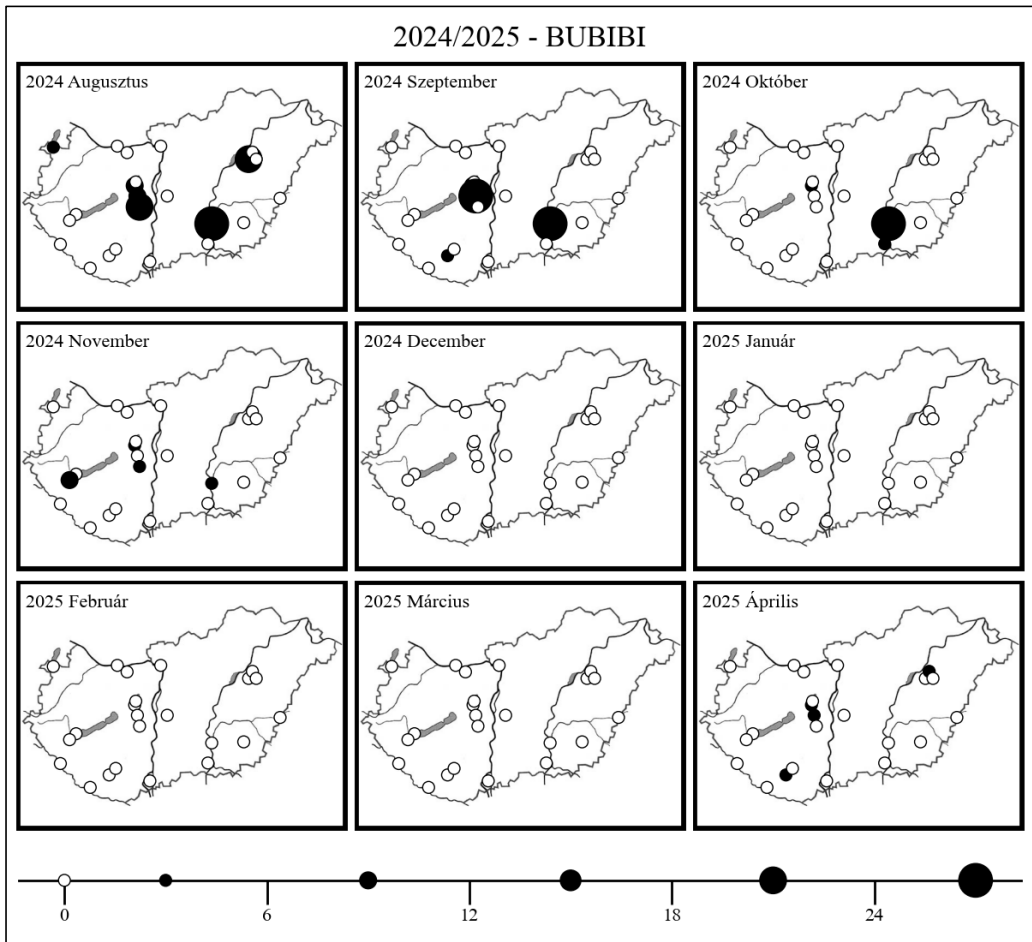 2024/2025 - BUBIBI
2024 Augusztus
2024 Szeptember
2024 Október
2024 November
2024 December
2025 Január
2025 Február
2025 Március
2025 Április
0 6 12 18 24